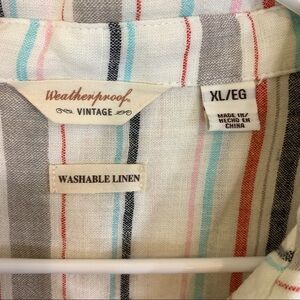 Weatherproof
VINTAGE
XL/EG
MADE IN/
HECHO EN
CHINA
WASHABLE LINEN